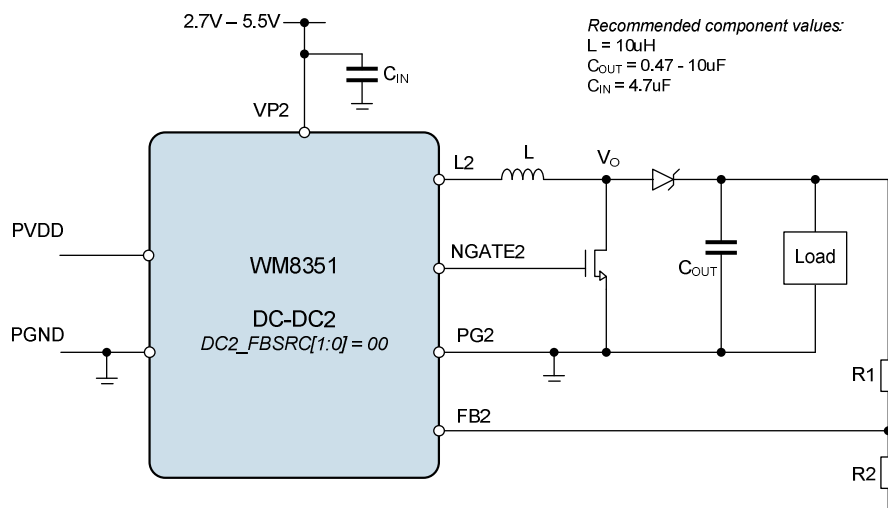 2.7V – 5.5V
Recommended component values:
L = 10uH
COUT = 0.47 - 10uF
CIN = 4.7uF
CIN
VP2
L2
L
VO
PVDD
NGATE2
WM8351
COUT
Load
DC-DC2
DC2_FBSRC[1:0] = 00
PGND
PG2
R1
FB2
R2